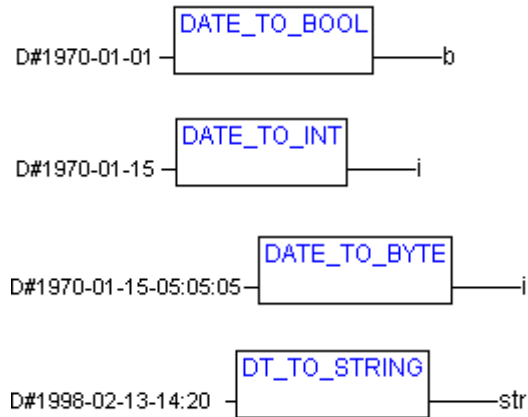 DATE_TO_BOOL
D#1970-01-01 b
DATE_TO_INT
D#1970-01-15 i
DATE_TO_BYTE
D#1970-01-15-05:05:05 i
DT_TO_STRING
D#1998-02-13-14:20 str